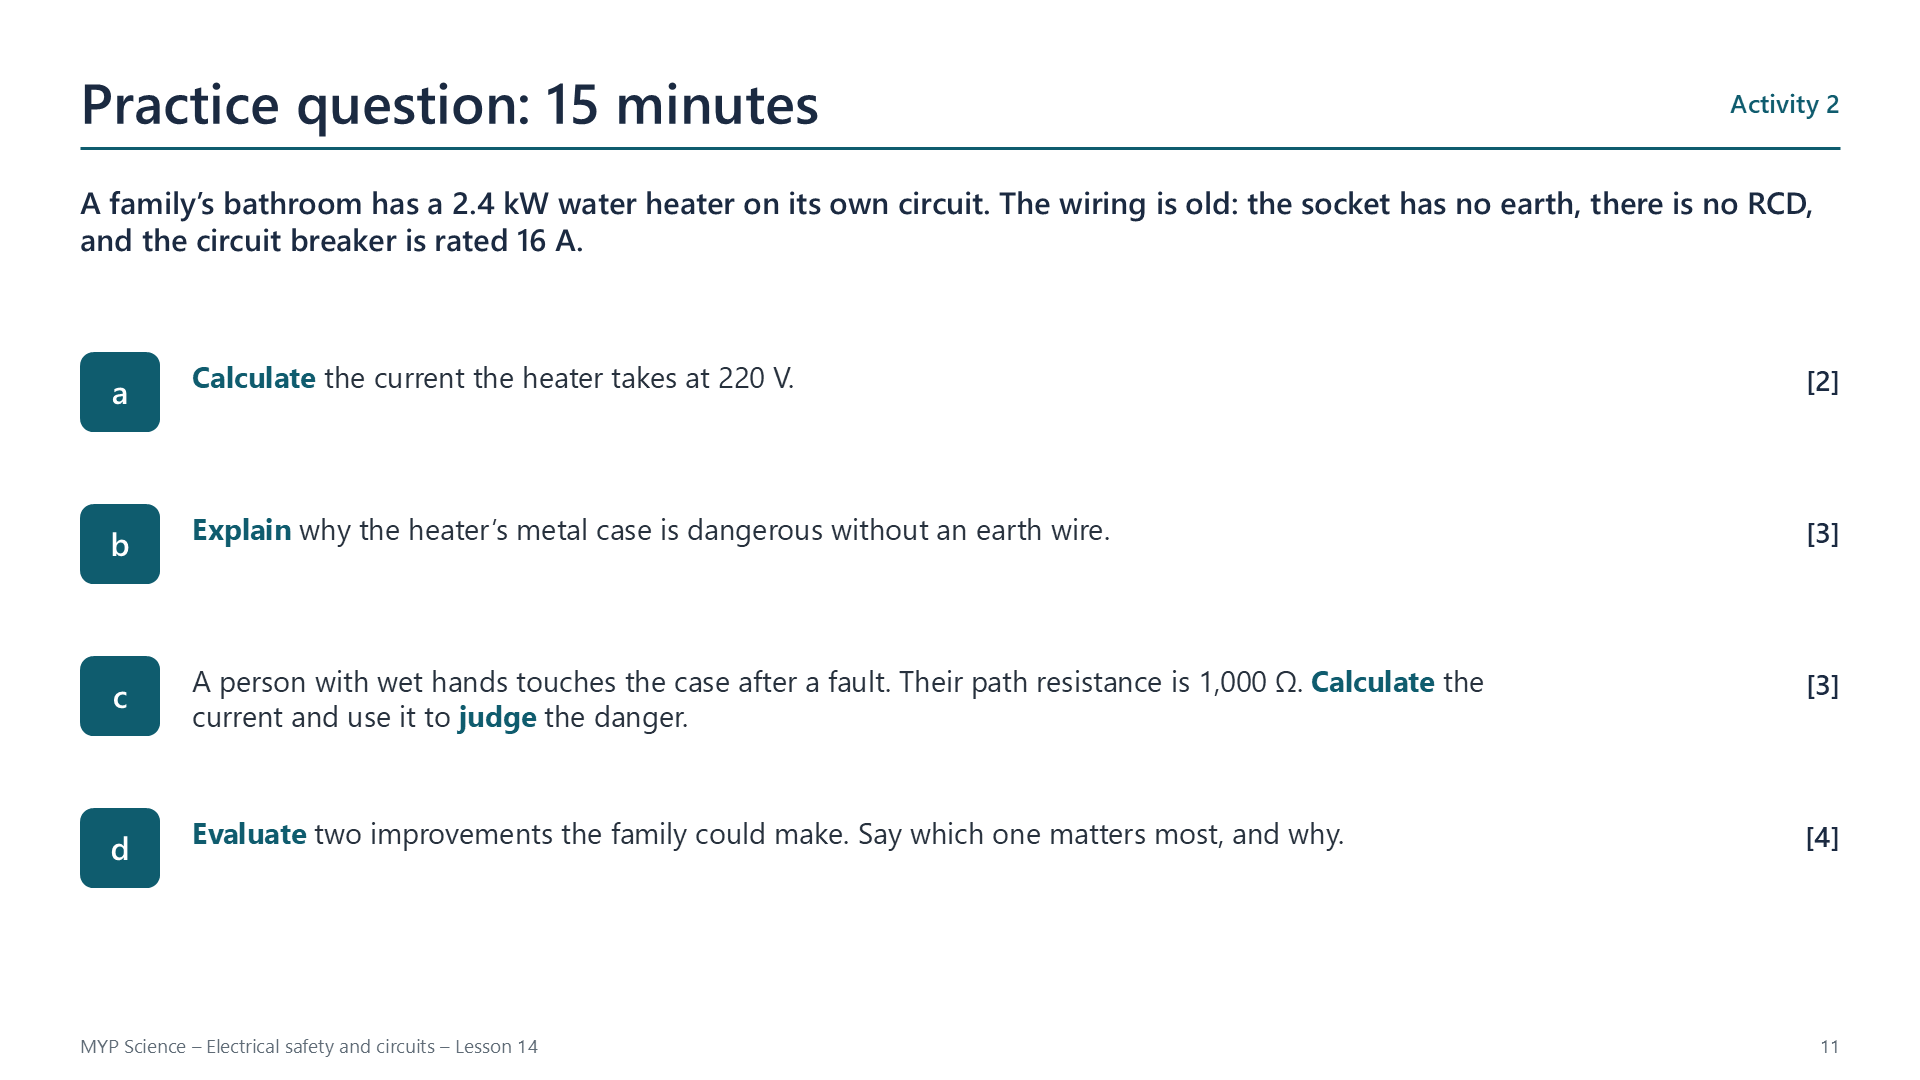 Practice question: 15 minutes
Activity 2
A family’s bathroom has a 2.4 kW water heater on its own circuit. The wiring is old: the socket has no earth, there is no RCD,
and the circuit breaker is rated 16 A.
a
Calculate the current the heater takes at 220 V.
[2]
b
Explain why the heater’s metal case is dangerous without an earth wire.
[3]
c
A person with wet hands touches the case after a fault. Their path resistance is 1,000 Ω. Calculate the
current and use it to judge the danger.
[3]
d
Evaluate two improvements the family could make. Say which one matters most, and why.
[4]
MYP Science – Electrical safety and circuits – Lesson 14
11